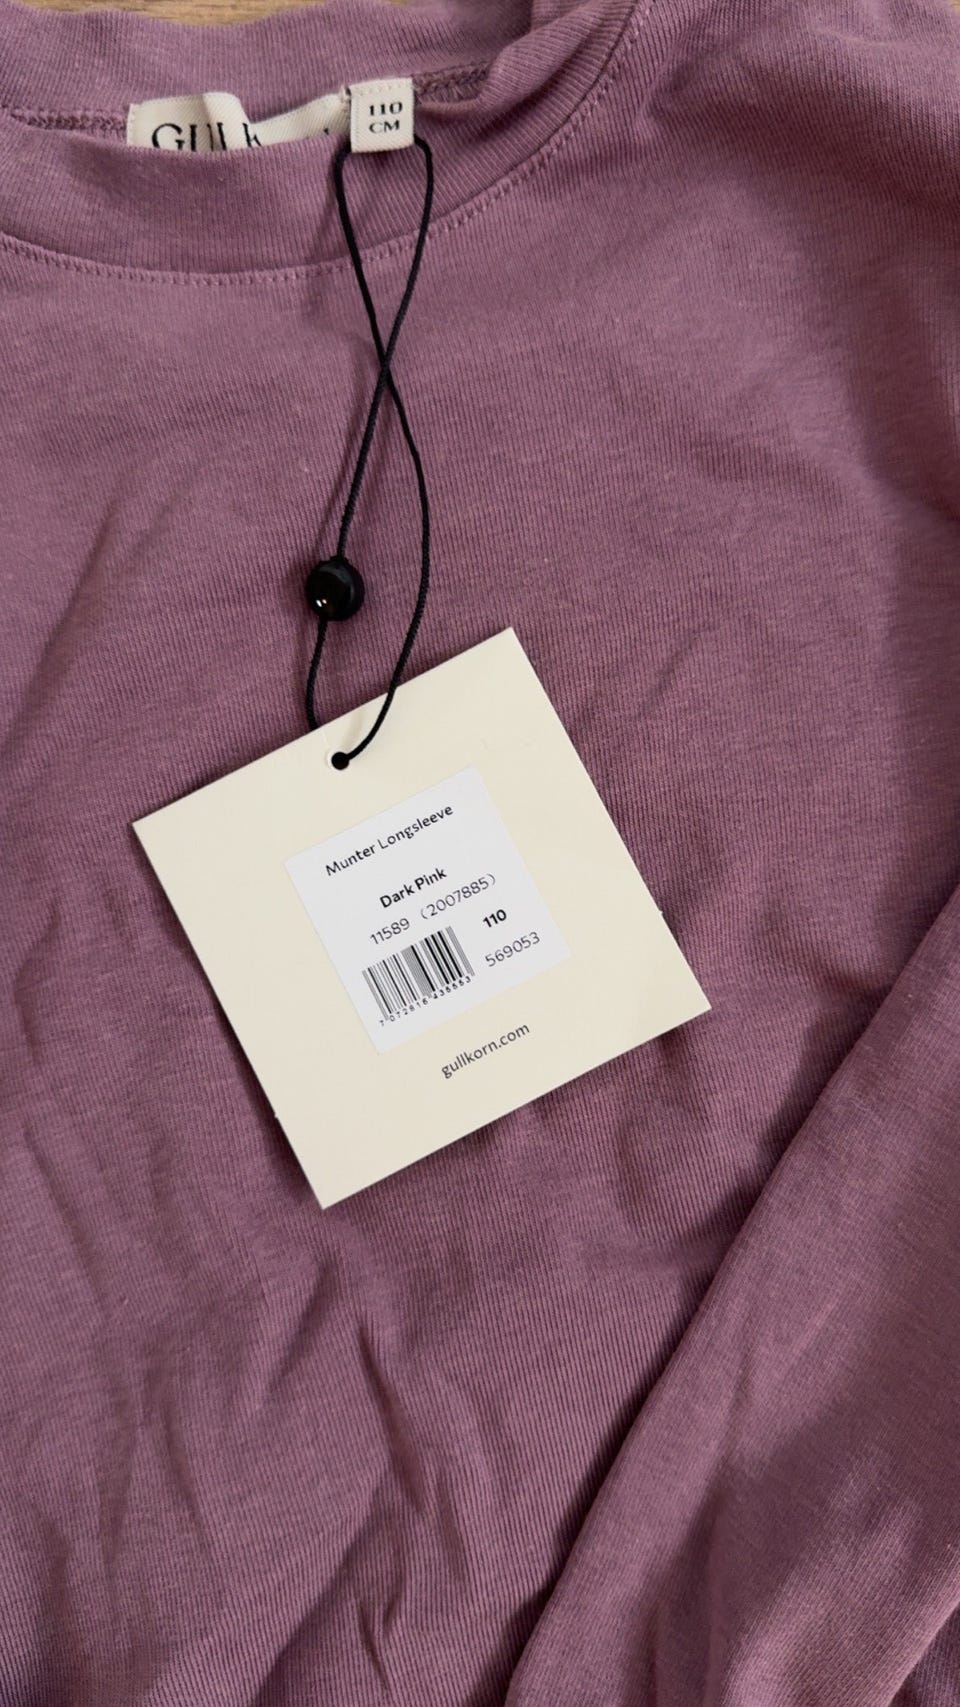 110
CM
Munter Longsleeve
Dark Pink
11589 (2007885)
110
569053
gullkorn.com